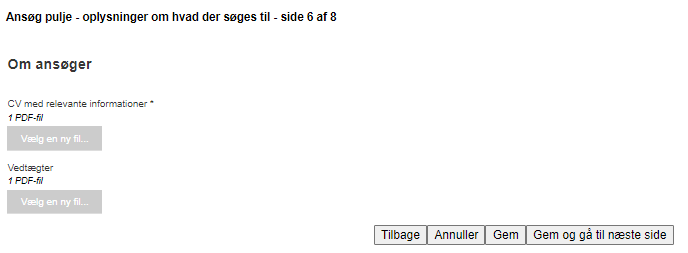 Ansøg pulje - oplysninger om hvad der søges til - side 6 af 8
Om ansøger
CV med relevante informationer *
1 PDF-fil
Vælg en ny fil...
Vedtægter
1 PDF-fil
Vælg en ny fil...
Tilbage Annuller Gem Gem og gå til næste side